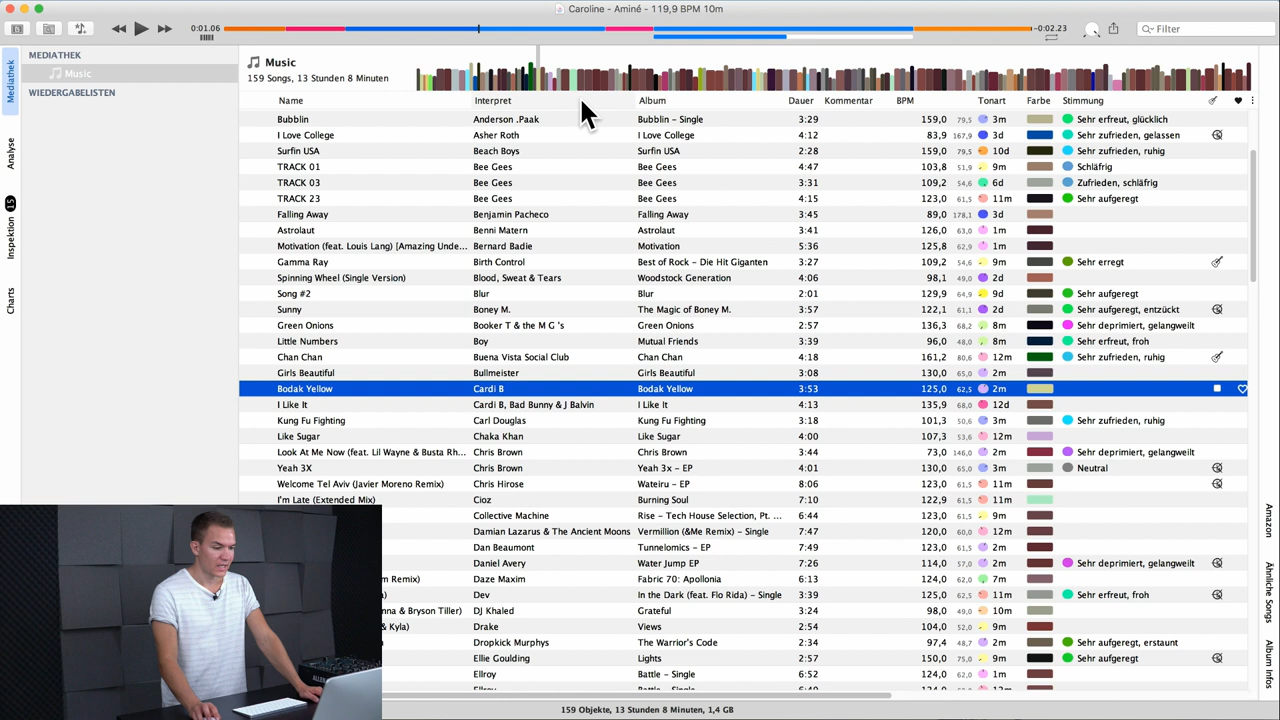 Caroline - Aminé - 119,9 BPM 10m
0:01.06
-0:02.23
Filter
Mediathek
Analyse
Inspektion 15
Charts
MEDIATHEK
Music
WIEDERGABELISTEN
Music
159 Songs, 13 Stunden 8 Minuten
Name Interpret Album Dauer Kommentar BPM Tonart Farbe Stimmung
Bubblin Anderson .Paak Bubblin - Single 3:29 159,0 79,5 3m Sehr erfreut, glücklich
I Love College Asher Roth I Love College 4:12 83,9 167,9 3d Sehr zufrieden, gelassen
Surfin USA Beach Boys Surfin USA 2:28 159,0 79,5 10d Sehr zufrieden, ruhig
TRACK 01 Bee Gees Bee Gees 4:47 103,8 51,9 9m Schläfrig
TRACK 03 Bee Gees Bee Gees 3:31 109,2 54,6 6d Zufrieden, schläfrig
TRACK 23 Bee Gees Bee Gees 4:15 123,0 61,5 11m Sehr aufgeregt
Falling Away Benjamin Pacheco Falling Away 3:45 89,0 178,1 3d
Astrolaut Benni Matern Astrolaut 3:41 126,0 63,0 1m
Motivation (feat. Louis Lang) [Amazing Unde... Bernard Badie Motivation 5:36 125,8 62,9 1m
Gamma Ray Birth Control Best of Rock - Die Hit Giganten 3:27 109,2 54,6 9m Sehr erregt
Spinning Wheel (Single Version) Blood, Sweat & Tears Woodstock Generation 4:06 98,1 49,0 2d
Song #2 Blur Blur 2:01 129,9 64,9 9d Sehr aufgeregt
Sunny Boney M. The Magic of Boney M. 3:57 122,1 61,1 2d Sehr aufgeregt, entzückt
Green Onions Booker T & the M G 's Green Onions 2:57 136,3 68,2 8m Sehr deprimiert, gelangweilt
Little Numbers Boy Mutual Friends 3:39 96,0 48,0 8m Sehr erfreut, froh
Chan Chan Buena Vista Social Club Chan Chan 4:18 161,2 80,6 12m Sehr zufrieden, ruhig
Girls Beautiful Bullmeister Girls Beautiful 3:08 130,0 65,0 2m
Bodak Yellow Cardi B Bodak Yellow 3:53 125,0 62,5 2m
I Like It Cardi B, Bad Bunny & J Balvin I Like It 4:13 135,9 68,0 12d
Kung Fu Fighting Carl Douglas Kung Fu Fighting 3:18 101,3 50,6 3m Sehr zufrieden, ruhig
Like Sugar Chaka Khan Like Sugar 4:00 107,3 53,6 12m
Look At Me Now (feat. Lil Wayne & Busta Rh... Chris Brown Look At Me Now (feat. Lil Wayn... 3:44 73,0 146,0 2m Sehr deprimiert, gelangweilt
Yeah 3X Chris Brown Yeah 3x - EP 4:01 130,0 65,0 3m Neutral
Welcome Tel Aviv (Javier Moreno Remix) Chris Hirose Wateiru - EP 8:06 123,0 61,5 11m
I'm Late (Extended Mix) Cioz Burning Soul 7:10 122,9 61,5 11m
Collective Machine Rise - Tech House Selection, Pt. ... 3:47 123,0 61,5 9m
Damian Lazarus & The Ancient Moons Vermillion (&Me Remix) - Single 7:47 120,0 60,0 12m
Dan Beaumont Tunnelomics - EP 7:49 123,0 61,5 2m
Daniel Avery Water Jump EP 7:26 114,0 57,0 2m Sehr deprimiert, gelangweilt
m Remix) Daze Maxim Fabric 70: Apollonia 6:13 124,0 62,0 7m
) Dev In the Dark (feat. Flo Rida) - Single 3:39 125,0 62,5 11m Sehr erfreut, froh
nna & Bryson Tiller) DJ Khaled Grateful 3:24 98,0 49,0 10m
& Kyla) Drake Views 2:54 104,0 52,0 9m
Dropkick Murphys The Warrior's Code 2:34 97,4 48,7 2m Sehr aufgeregt, erstaunt
Ellie Goulding Lights 2:57 150,0 75,0 9m Sehr aufgeregt
Ellroy Battle - Single 6:52 124,0 62,0 1m
159 Objekte, 13 Stunden 8 Minuten, 1,4 GB
Amazon
Ähnliche Songs
Album Infos